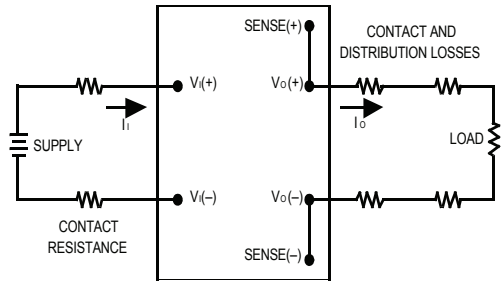 SENSE(+)
CONTACT AND
DISTRIBUTION LOSSES
VI(+)
VO(+)
II
IO
SUPPLY
LOAD
VI(–)
VO(–)
CONTACT
RESISTANCE
SENSE(–)